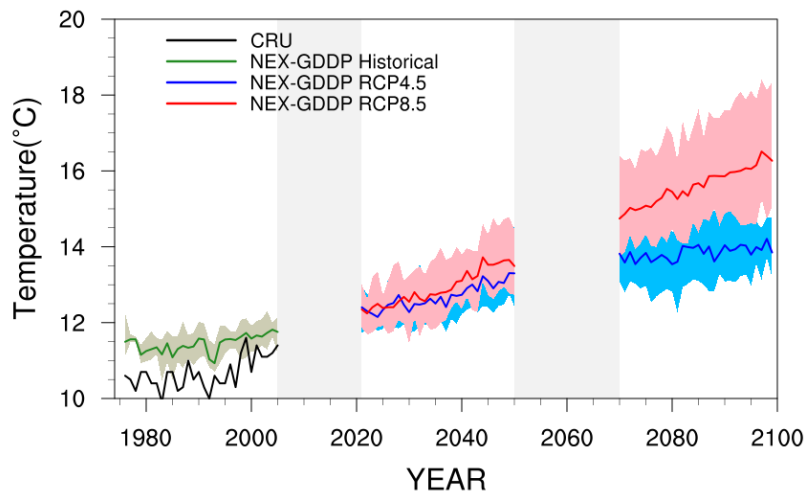 20
18
16
14
12
10
Temperature(°C)
CRU
NEX-GDDP Historical
NEX-GDDP RCP4.5
NEX-GDDP RCP8.5
1980 2000 2020 2040 2060 2080 2100
YEAR